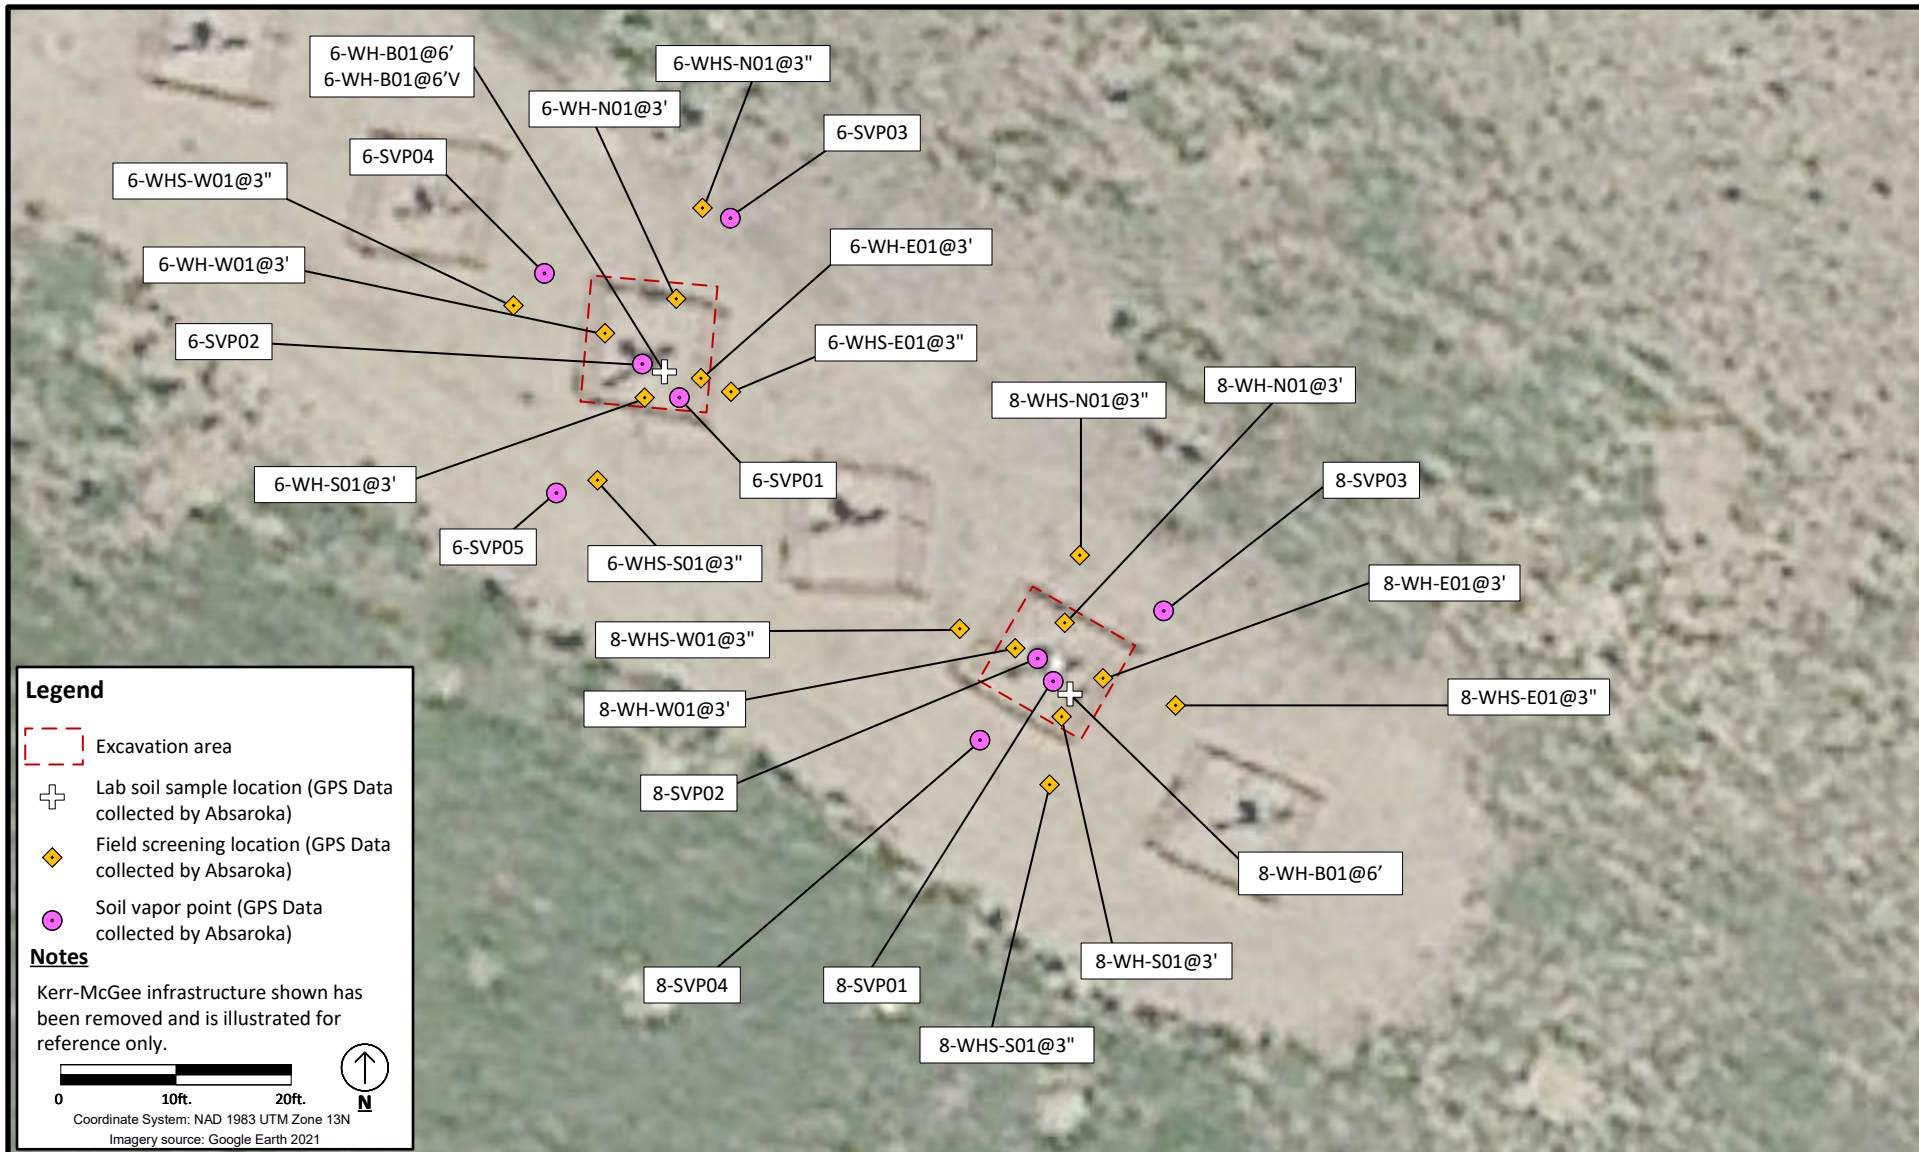 6-WH-B01@6’
6-WH-B01@6’V
6-WHS-N01@3"
6-WH-N01@3'
6-SVP03
6-SVP04
6-WHS-W01@3"
6-WH-E01@3'
6-WH-W01@3'
6-SVP02
6-WHS-E01@3"
8-WH-N01@3'
8-WHS-N01@3"
6-WH-S01@3'
6-SVP01
8-SVP03
6-SVP05
6-WHS-S01@3"
8-WH-E01@3'
8-WHS-W01@3"
8-WHS-E01@3"
8-WH-W01@3'
8-SVP02
8-WH-B01@6’
8-WH-S01@3'
8-SVP04
8-SVP01
8-WHS-S01@3"
Legend
Excavation area
Lab soil sample location (GPS Data
collected by Absaroka)
Field screening location (GPS Data
collected by Absaroka)
Soil vapor point (GPS Data
collected by Absaroka)
Notes
Kerr-McGee infrastructure shown has
been removed and is illustrated for
reference only.
0 10ft. 20ft.
N
Coordinate System: NAD 1983 UTM Zone 13N
Imagery source: Google Earth 2021